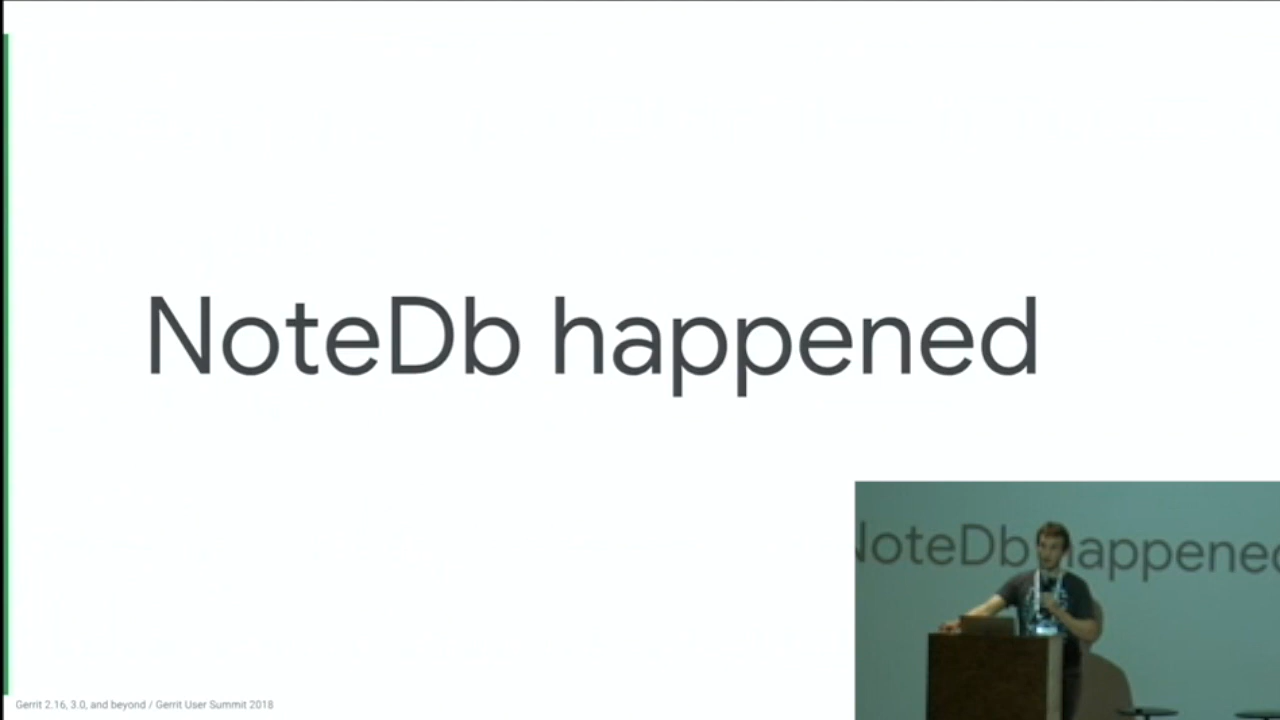 NoteDb happened
NoteDb happened
Gerrit 2.16, 3.0, and beyond / Gerrit User Summit 2018